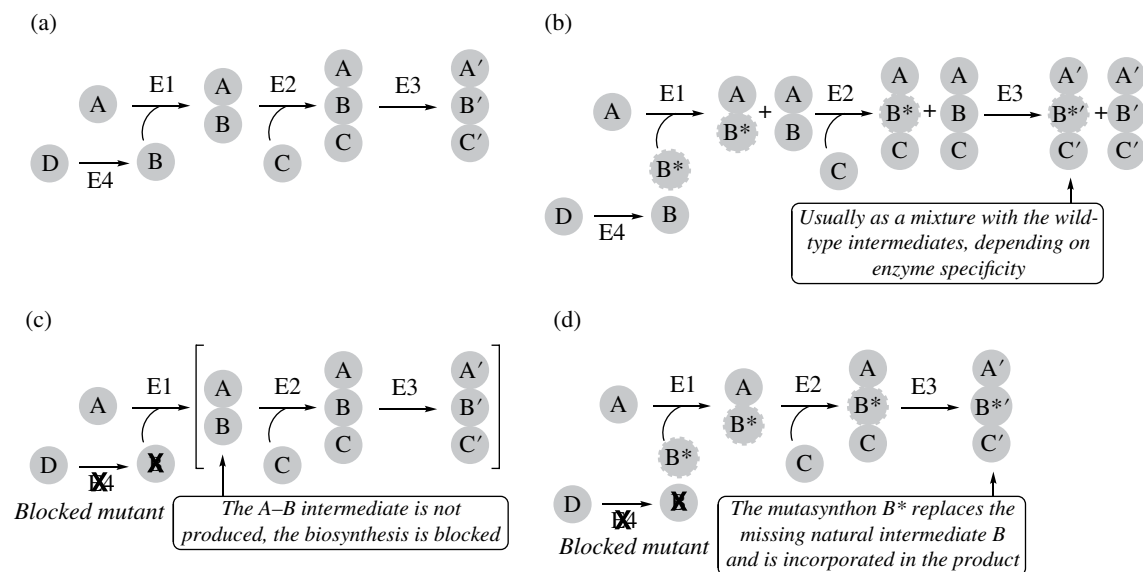 (a)
A
E1
A
B
E2
A
B
C
E3
A′
B′
C′
D
E4
B
C
(b)
A
E1
B*
A
B*
+
A
B
E2
C
A
B*
C
+
A
B
C
E3
A′
B*′
C′
+
A′
B′
C′
D
E4
B
Usually as a mixture with the wild-
type intermediates, depending on
enzyme specificity
(c)
A
E1
A
B
E2
A
B
C
E3
A′
B′
C′
D
E4
B
C
Blocked mutant
The A–B intermediate is not
produced, the biosynthesis is blocked
(d)
A
E1
B*
A
B*
E2
C
A
B*
C
E3
A′
B*′
C′
D
E4
B
Blocked mutant
The mutasynthon B* replaces the
missing natural intermediate B
and is incorporated in the product